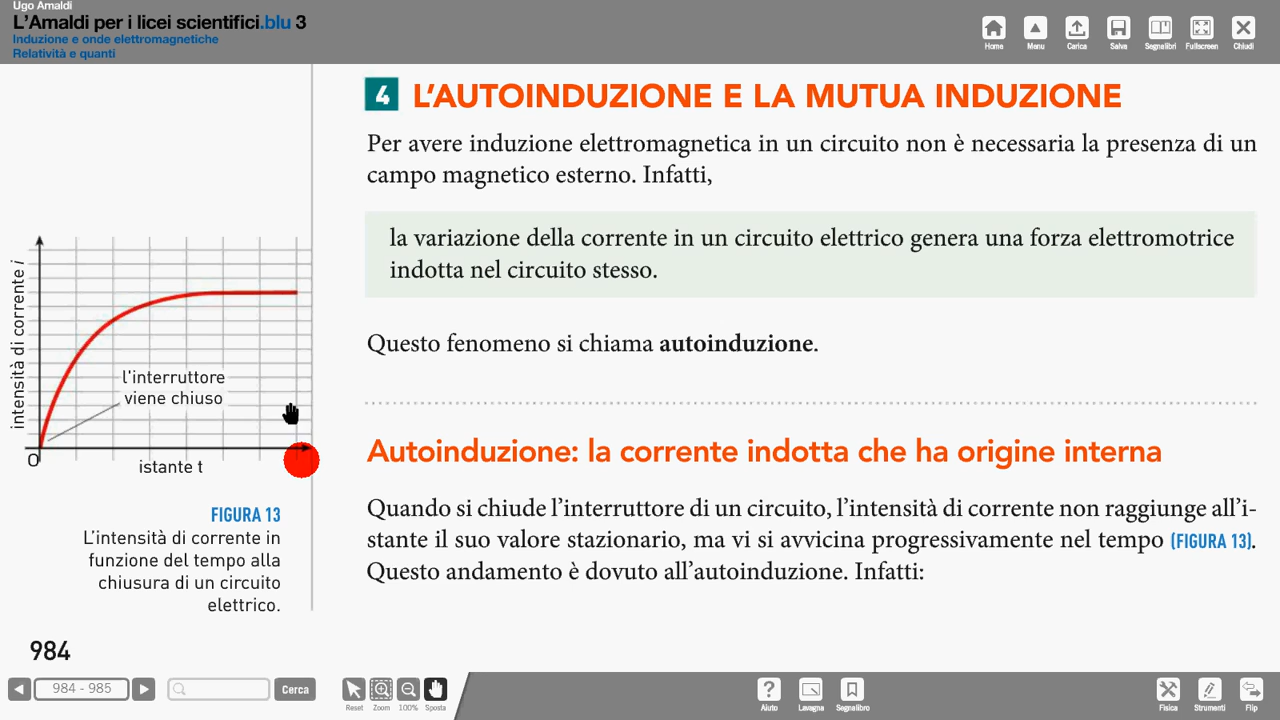 Ugo Amaldi
L'Amaldi per i licei scientifici.blu 3
Induzione e onde elettromagnetiche
Relatività e quanti
Home
Menu
Carica
Salva
Segnalibri
Fullscreen
Chiudi
4 L'AUTOINDUZIONE E LA MUTUA INDUZIONE
Per avere induzione elettromagnetica in un circuito non è necessaria la presenza di un
campo magnetico esterno. Infatti,
la variazione della corrente in un circuito elettrico genera una forza elettromotrice
indotta nel circuito stesso.
Questo fenomeno si chiama autoinduzione.
intensità di corrente i
l'interruttore
viene chiuso
O
istante t
FIGURA 13
L'intensità di corrente in
funzione del tempo alla
chiusura di un circuito
elettrico.
Autoinduzione: la corrente indotta che ha origine interna
Quando si chiude l'interruttore di un circuito, l'intensità di corrente non raggiunge all'i-
stante il suo valore stazionario, ma vi si avvicina progressivamente nel tempo (FIGURA 13).
Questo andamento è dovuto all'autoinduzione. Infatti:
984
984 - 985
Cerca
Reset
Zoom
100%
Sposta
?
Aiuto
Lavagna
Segnalibro
Fisica
Strumenti
Flip